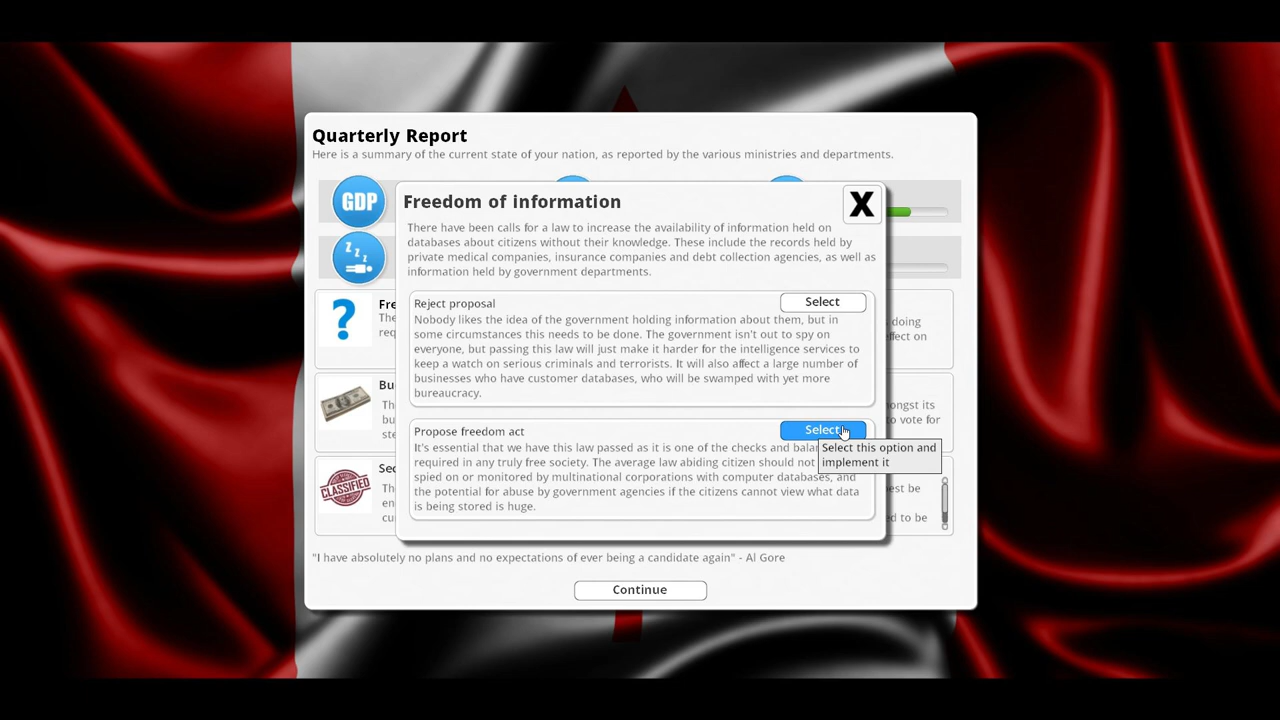 Quarterly Report
Here is a summary of the current state of your nation, as reported by the various ministries and departments.
GDP
Freedom of information
X
There have been calls for a law to increase the availability of information held on
databases about citizens without their knowledge. These include the records held by
private medical companies, insurance companies and debt collection agencies, as well as
information held by government departments.
Reject proposal
Select
Nobody likes the idea of the government holding information about them, but in
some circumstances this needs to be done. The government isn't out to spy on
everyone, but passing this law will just make it harder for the intelligence services to
keep a watch on serious criminals and terrorists. It will also affect a large number of
businesses who have customer databases, who will be swamped with yet more
bureaucracy.
Propose freedom act
Select
It's essential that we have this law passed as it is one of the checks and
required in any truly free society. The average law abiding citizen should not
spied on or monitored by multinational corporations with computer databases, and
the potential for abuse by government agencies if the citizens cannot view what data
is being stored is huge.
Select this option and
implement it
z z z
Fre
The
req
doing
effect on
?
Bu
Th
bu
ste
amongst its
to vote for
CLASSIFIED
Sec
The
en
cu
est be
ed to be
"I have absolutely no plans and no expectations of ever being a candidate again" - Al Gore
Continue